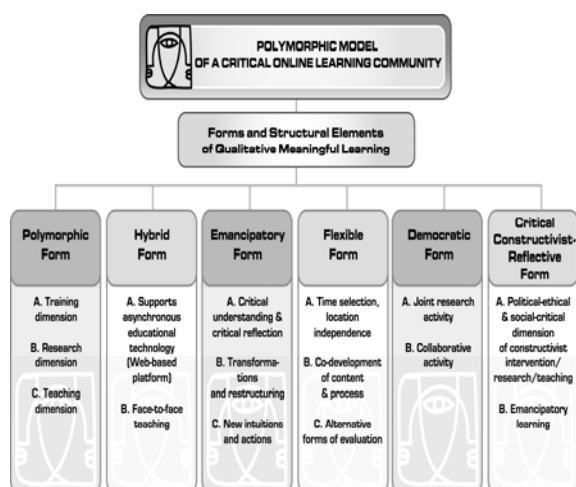 POLYMORPHIC MODEL
OF A CRITICAL ONLINE LEARNING COMMUNITY
Forms and Structural Elements
of Qualitative Meaningful Learning
Polymorphic
Form
A. Training
dimension
B. Research
dimension
C. Teaching
dimension
Hybrid
Form
A. Supports
asynchronous
educational
technology
(Web-based
platform)
B. Face-to-face
teaching
Emancipatory
Form
A. Critical
understanding &
critical reflection
B. Transforma-
tions
and restructuring
C. New intuitions
and actions
Flexible
Form
A. Time selection,
location
independence
B. Co-development
of content
& process
C. Alternative
forms of evaluation
Democratic
Form
A. Joint research
activity
B. Collaborative
activity
Critical
Constructivist-
Reflective
Form
A. Political-ethical
& social-critical
dimension
of constructivist
intervention/
research/teaching
B. Emancipatory
learning